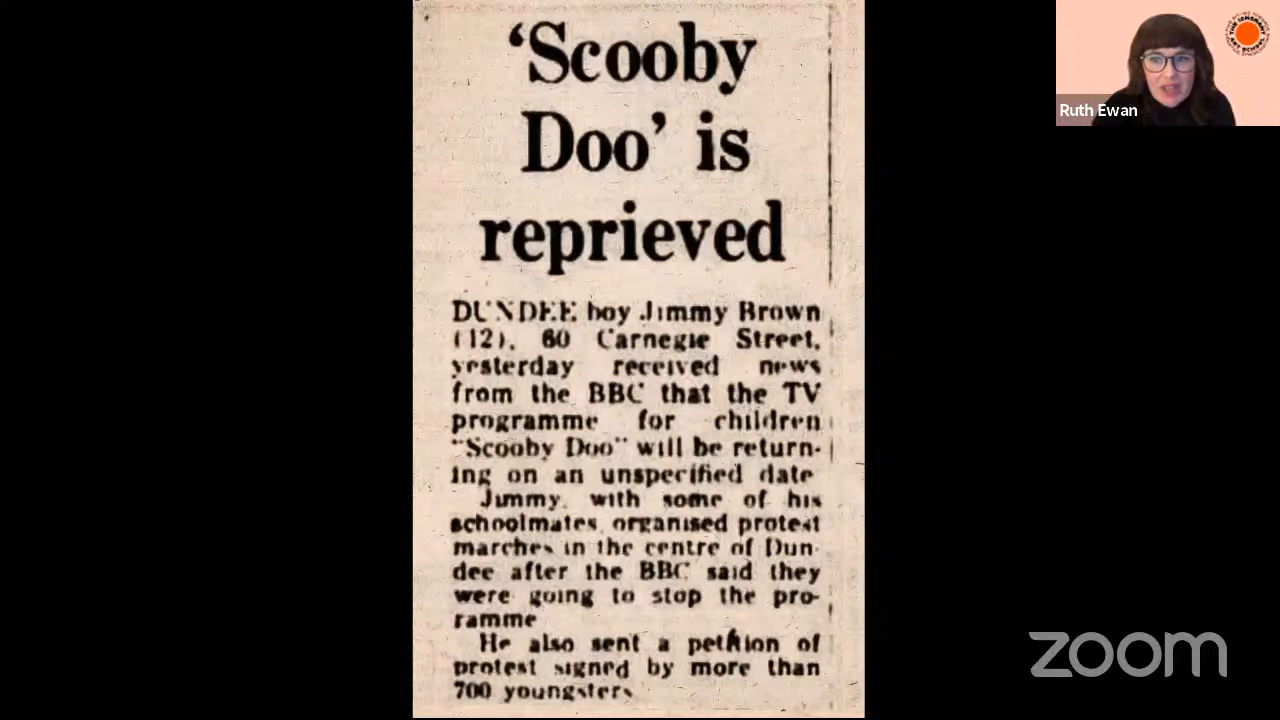 'Scooby
Doo' is
reprieved
DUNDEE boy Jimmy Brown
(12), 60 Carnegie Street,
yesterday received news
from the BBC that the TV
programme for children
"Scooby Doo" will be return-
ing on an unspecified date
Jimmy, with some of his
schoolmates, organised protest
marches in the centre of Dun-
dee after the BBC said they
were going to stop the pro-
ramme
He also sent a petition of
protest signed by more than
700 youngsters
Ruth Ewan
ART SCHOOL
zoom